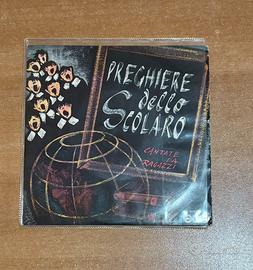 PREGHIERE
dello
SCOLARO
CANTATE DA
RAGAZZI